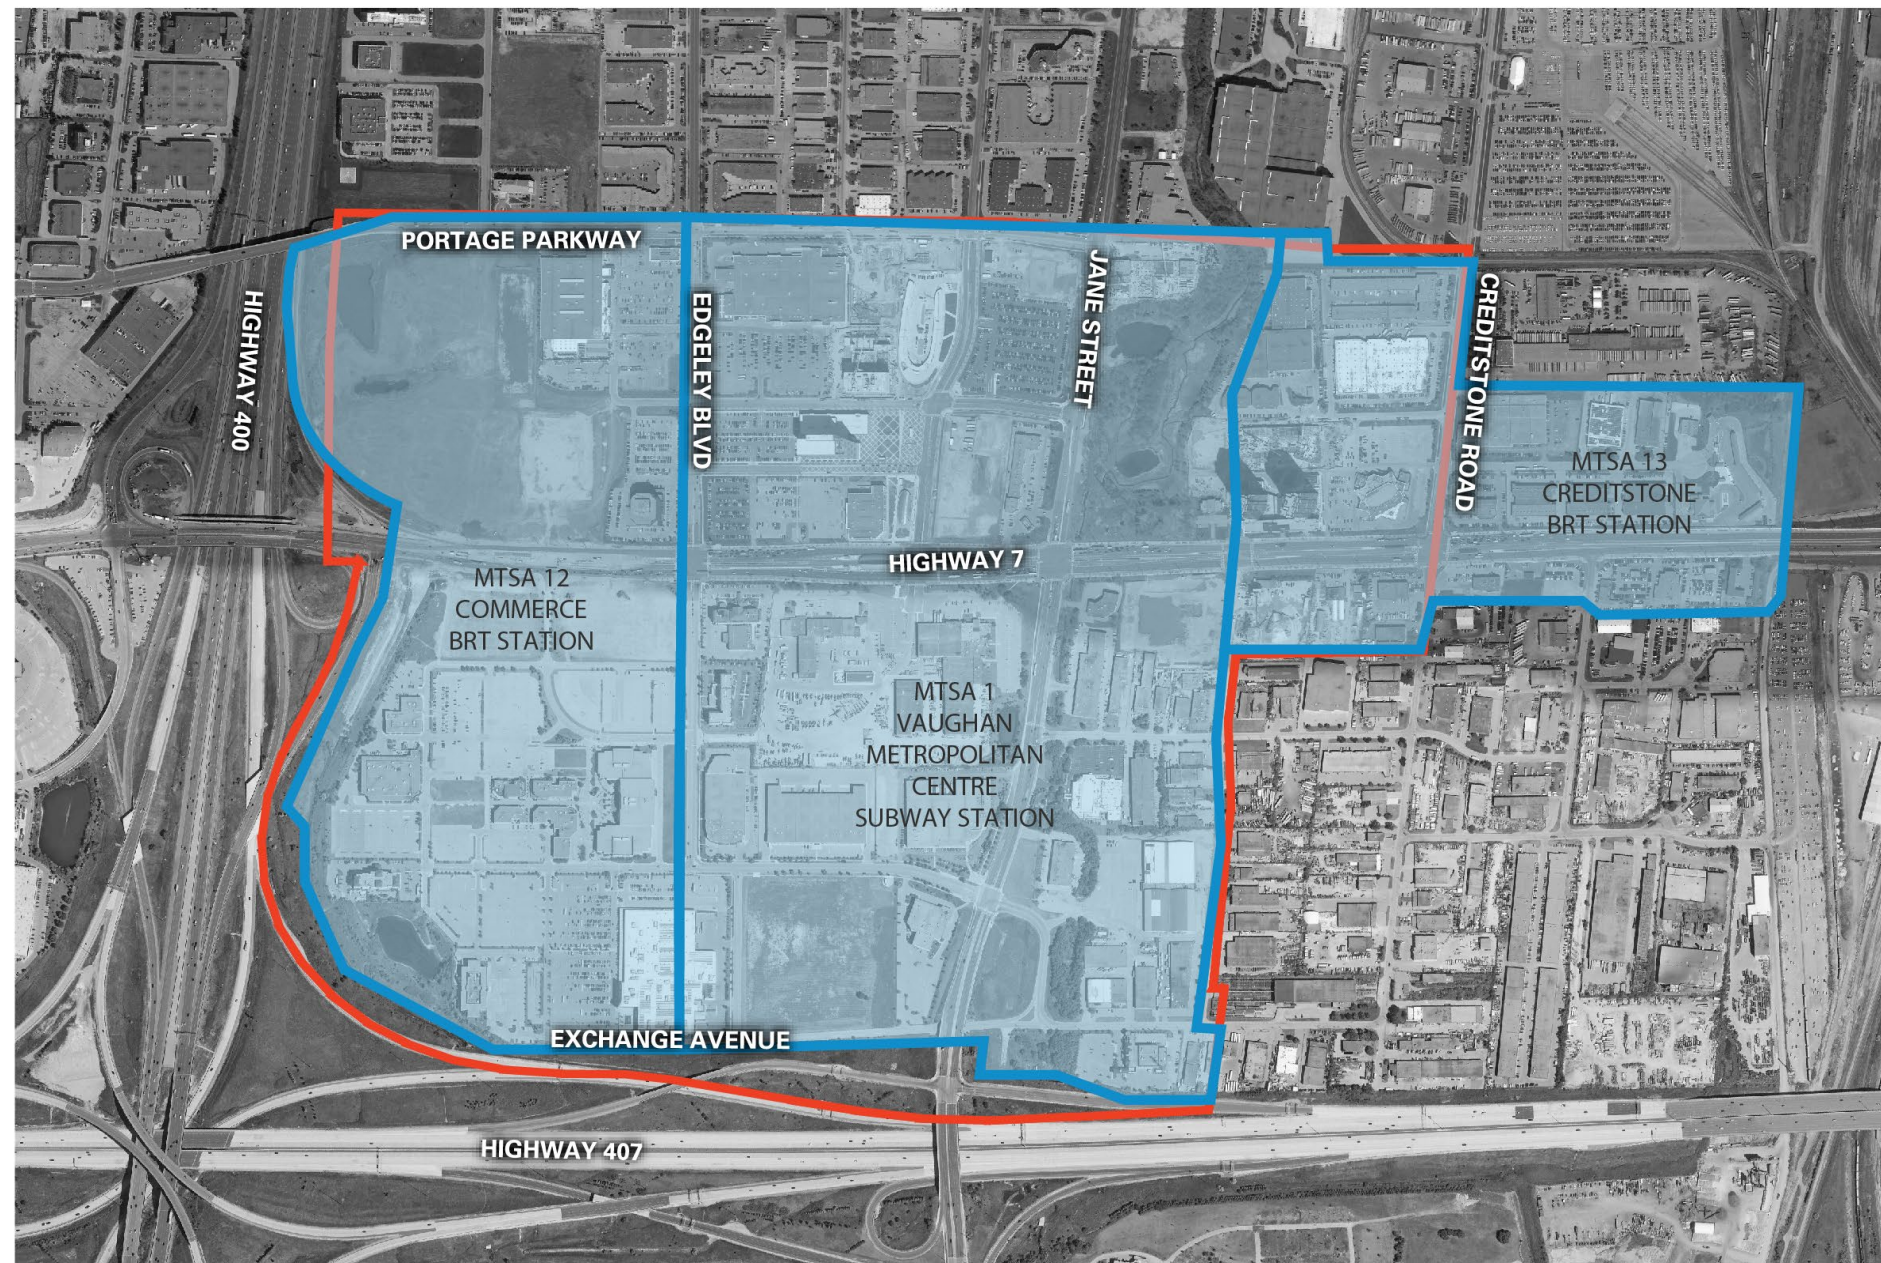 PORTAGE PARKWAY
HIGHWAY 400
EDGELEY BLVD
JANE STREET
CREDITSTONE ROAD
MTSA 13
CREDITSTONE
BRT STATION
HIGHWAY 7
MTSA 12
COMMERCE
BRT STATION
MTSA 1
VAUGHAN
METROPOLITAN
CENTRE
SUBWAY STATION
EXCHANGE AVENUE
HIGHWAY 407